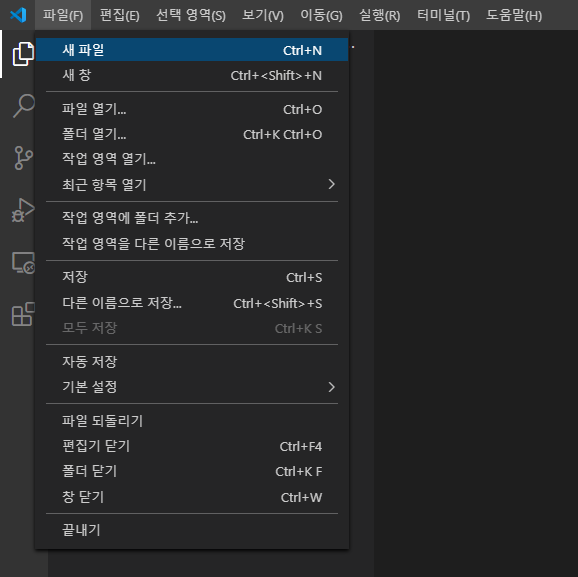 파일(F) 편집(E) 선택 영역(S) 보기(V) 이동(G) 실행(R) 터미널(T) 도움말(H)
새 파일 Ctrl+N
새 창 Ctrl+<Shift>+N
파일 열기... Ctrl+O
폴더 열기... Ctrl+K Ctrl+O
작업 영역 열기...
최근 항목 열기
작업 영역에 폴더 추가...
작업 영역을 다른 이름으로 저장
저장 Ctrl+S
다른 이름으로 저장... Ctrl+<Shift>+S
모두 저장 Ctrl+K S
자동 저장
기본 설정
파일 되돌리기
편집기 닫기 Ctrl+F4
폴더 닫기 Ctrl+K F
창 닫기 Ctrl+W
끝내기